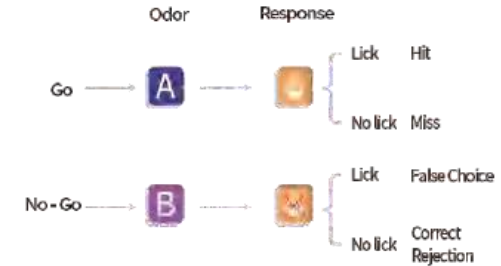 Odor Response
Lick Hit
Go A
No lick Miss
Lick False Choice
No-Go B
No lick Correct
Rejection